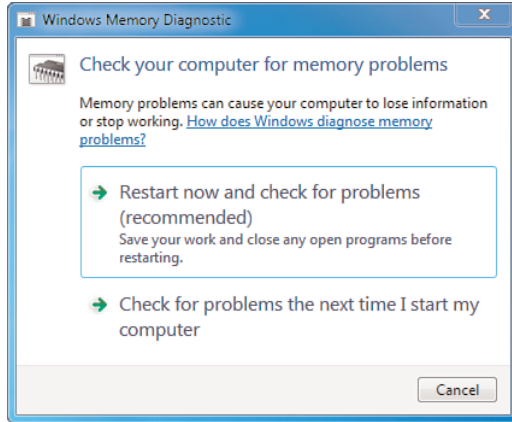 Windows Memory Diagnostic
Check your computer for memory problems
Memory problems can cause your computer to lose information
or stop working. How does Windows diagnose memory
problems?
Restart now and check for problems
(recommended)
Save your work and close any open programs before
restarting.
Check for problems the next time I start my
computer
Cancel